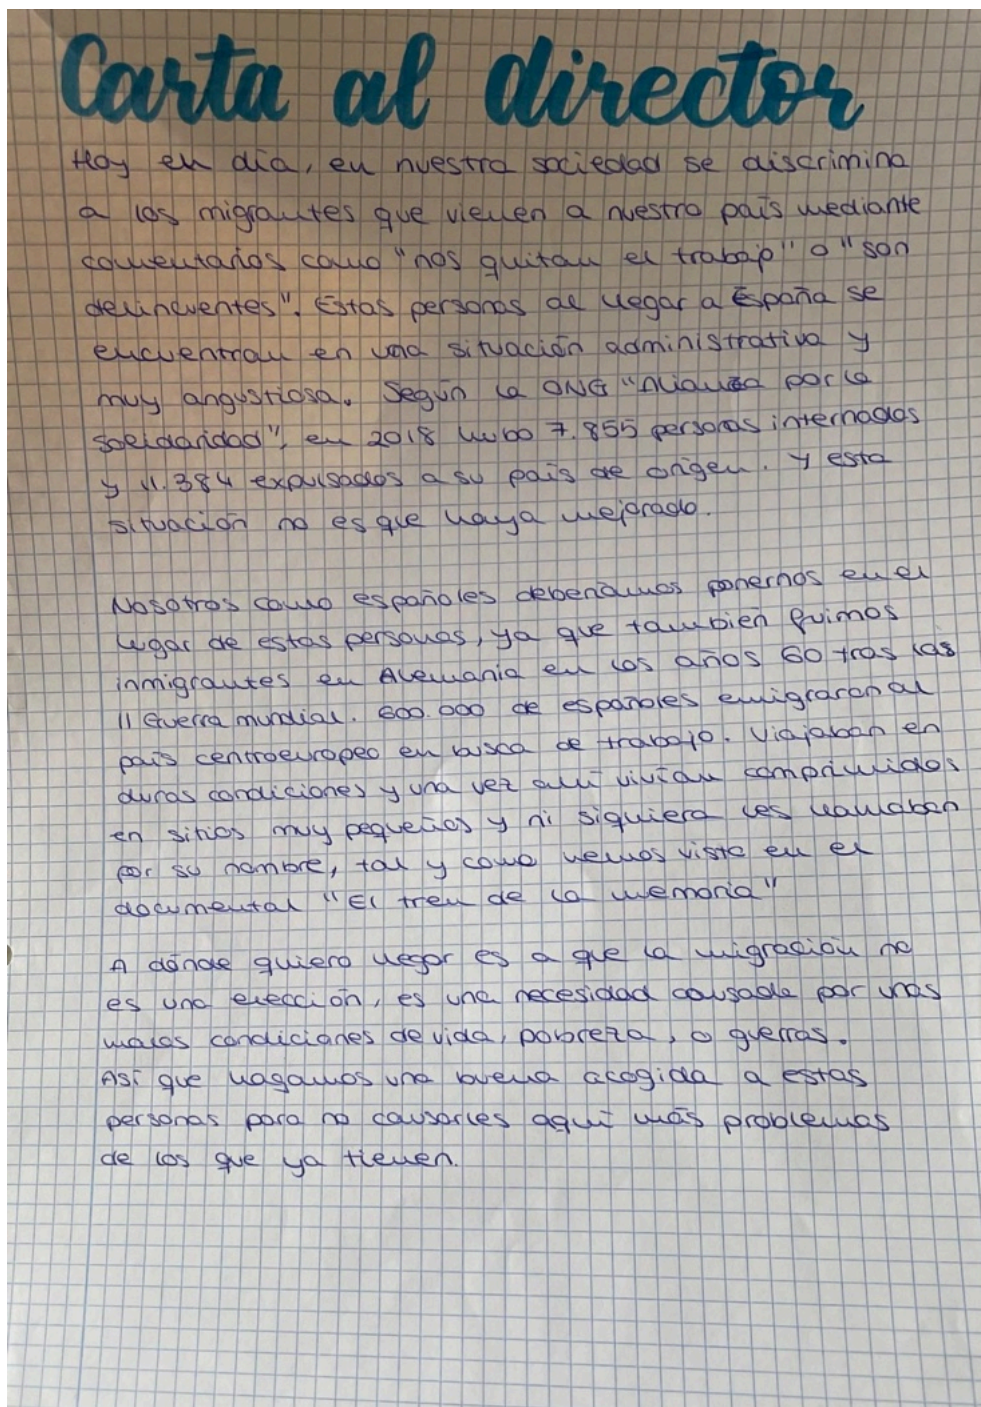 Carta al director
Hoy en día, en nuestra sociedad se discrimina
a los migrantes que vienen a nuestro país mediante
comentarios como "nos quitan el trabajo" o "son
delincuentes". Estas personas al llegar a España se
encuentran en una situación administrativa y
muy angustiosa. Según la ONG "Alianza por la
solidaridad", en 2018 hubo 7.855 personas internados
y 11.384 expulsados a su país de origen. Y esta
situación no es que haya mejorado.
Nosotros como españoles deberíamos ponernos en el
lugar de estas personas, ya que también fuimos
inmigrantes en Alemania en los años 60 tras las
II Guerra mundial. 600.000 de españoles emigraron al
país centroeuropeo en busca de trabajo. Viajaban en
duras condiciones y una vez allí vivían comprimidos
en sitios muy pequeños y ni siquiera les llamaban
por su nombre, tal y como hemos visto en el
documental "El tren de la memoria"
A dónde quiero llegar es a que la migración no
es una elección, es una necesidad causada por unas
malas condiciones de vida, pobreza, o guerras.
Así que hagamos una buena acogida a estas
personas para no causarles aquí más problemas
de los que ya tienen.